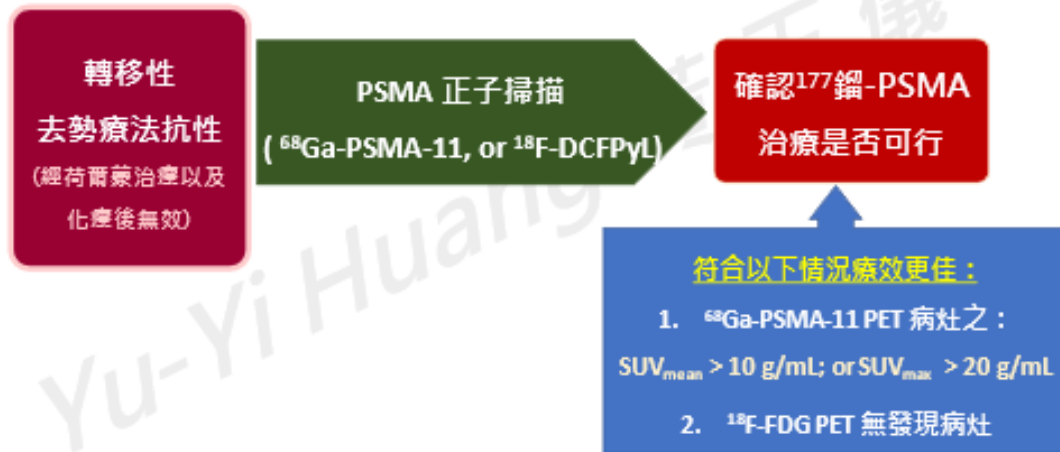 轉移性
去勢療法抗性
(經荷爾蒙治療以及
化療後無效)
PSMA 正子掃描
( ⁶⁸Ga-PSMA-11, or ¹⁸F-DCFPyL)
確認¹⁷⁷鎦-PSMA
治療是否可行
符合以下情況療效更佳：
1. ⁶⁸Ga-PSMA-11 PET 病灶之：
SUVmean > 10 g/mL; or SUVmax > 20 g/mL
2. ¹⁸F-FDG PET 無發現病灶
Yu-Yi Huang